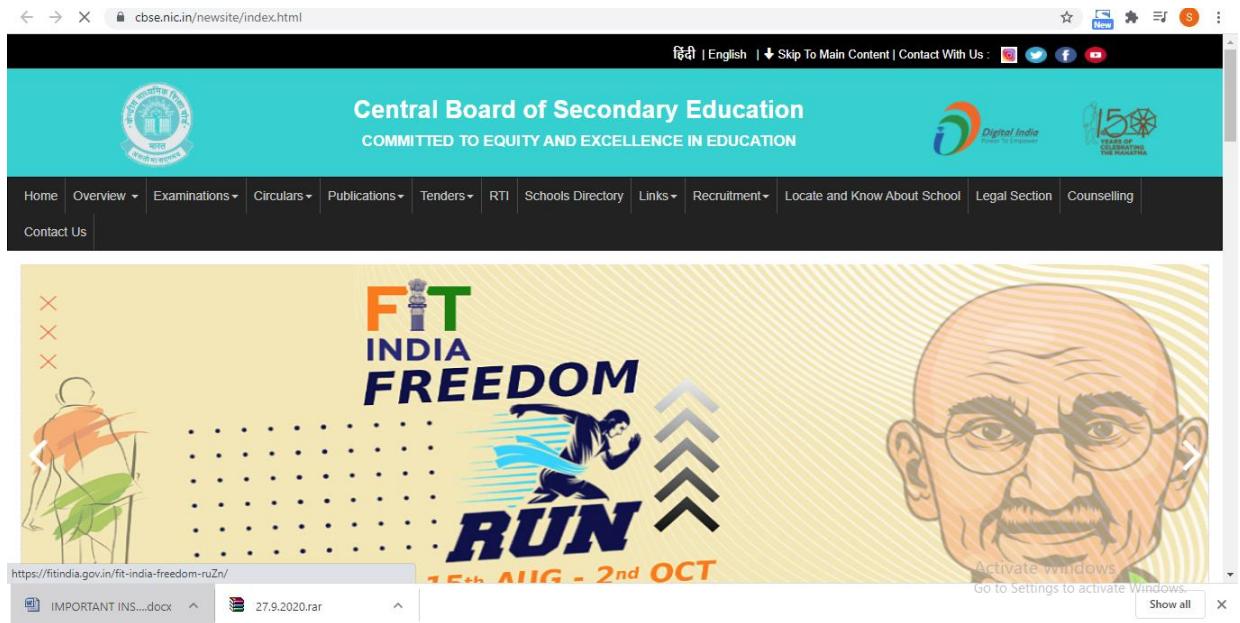 cbse.nic.in/newsite/index.html
New
S
हिंदी | English | Skip To Main Content | Contact With Us :
Central Board of Secondary Education
COMMITTED TO EQUITY AND EXCELLENCE IN EDUCATION
भारत
Digital India
Power To Empower
150
YEARS OF
CELEBRATING
THE MAHATMA
Home Overview Examinations Circulars Publications Tenders RTI Schools Directory Links Recruitment Locate and Know About School Legal Section Counselling
Contact Us
FIT
INDIA
FREEDOM
RUN
15th AUG - 2nd OCT
https://fitindia.gov.in/fit-india-freedom-ruZn/
Activate Windows
Go to Settings to activate Windows.
IMPORTANT INS....docx 27.9.2020.rar Show all